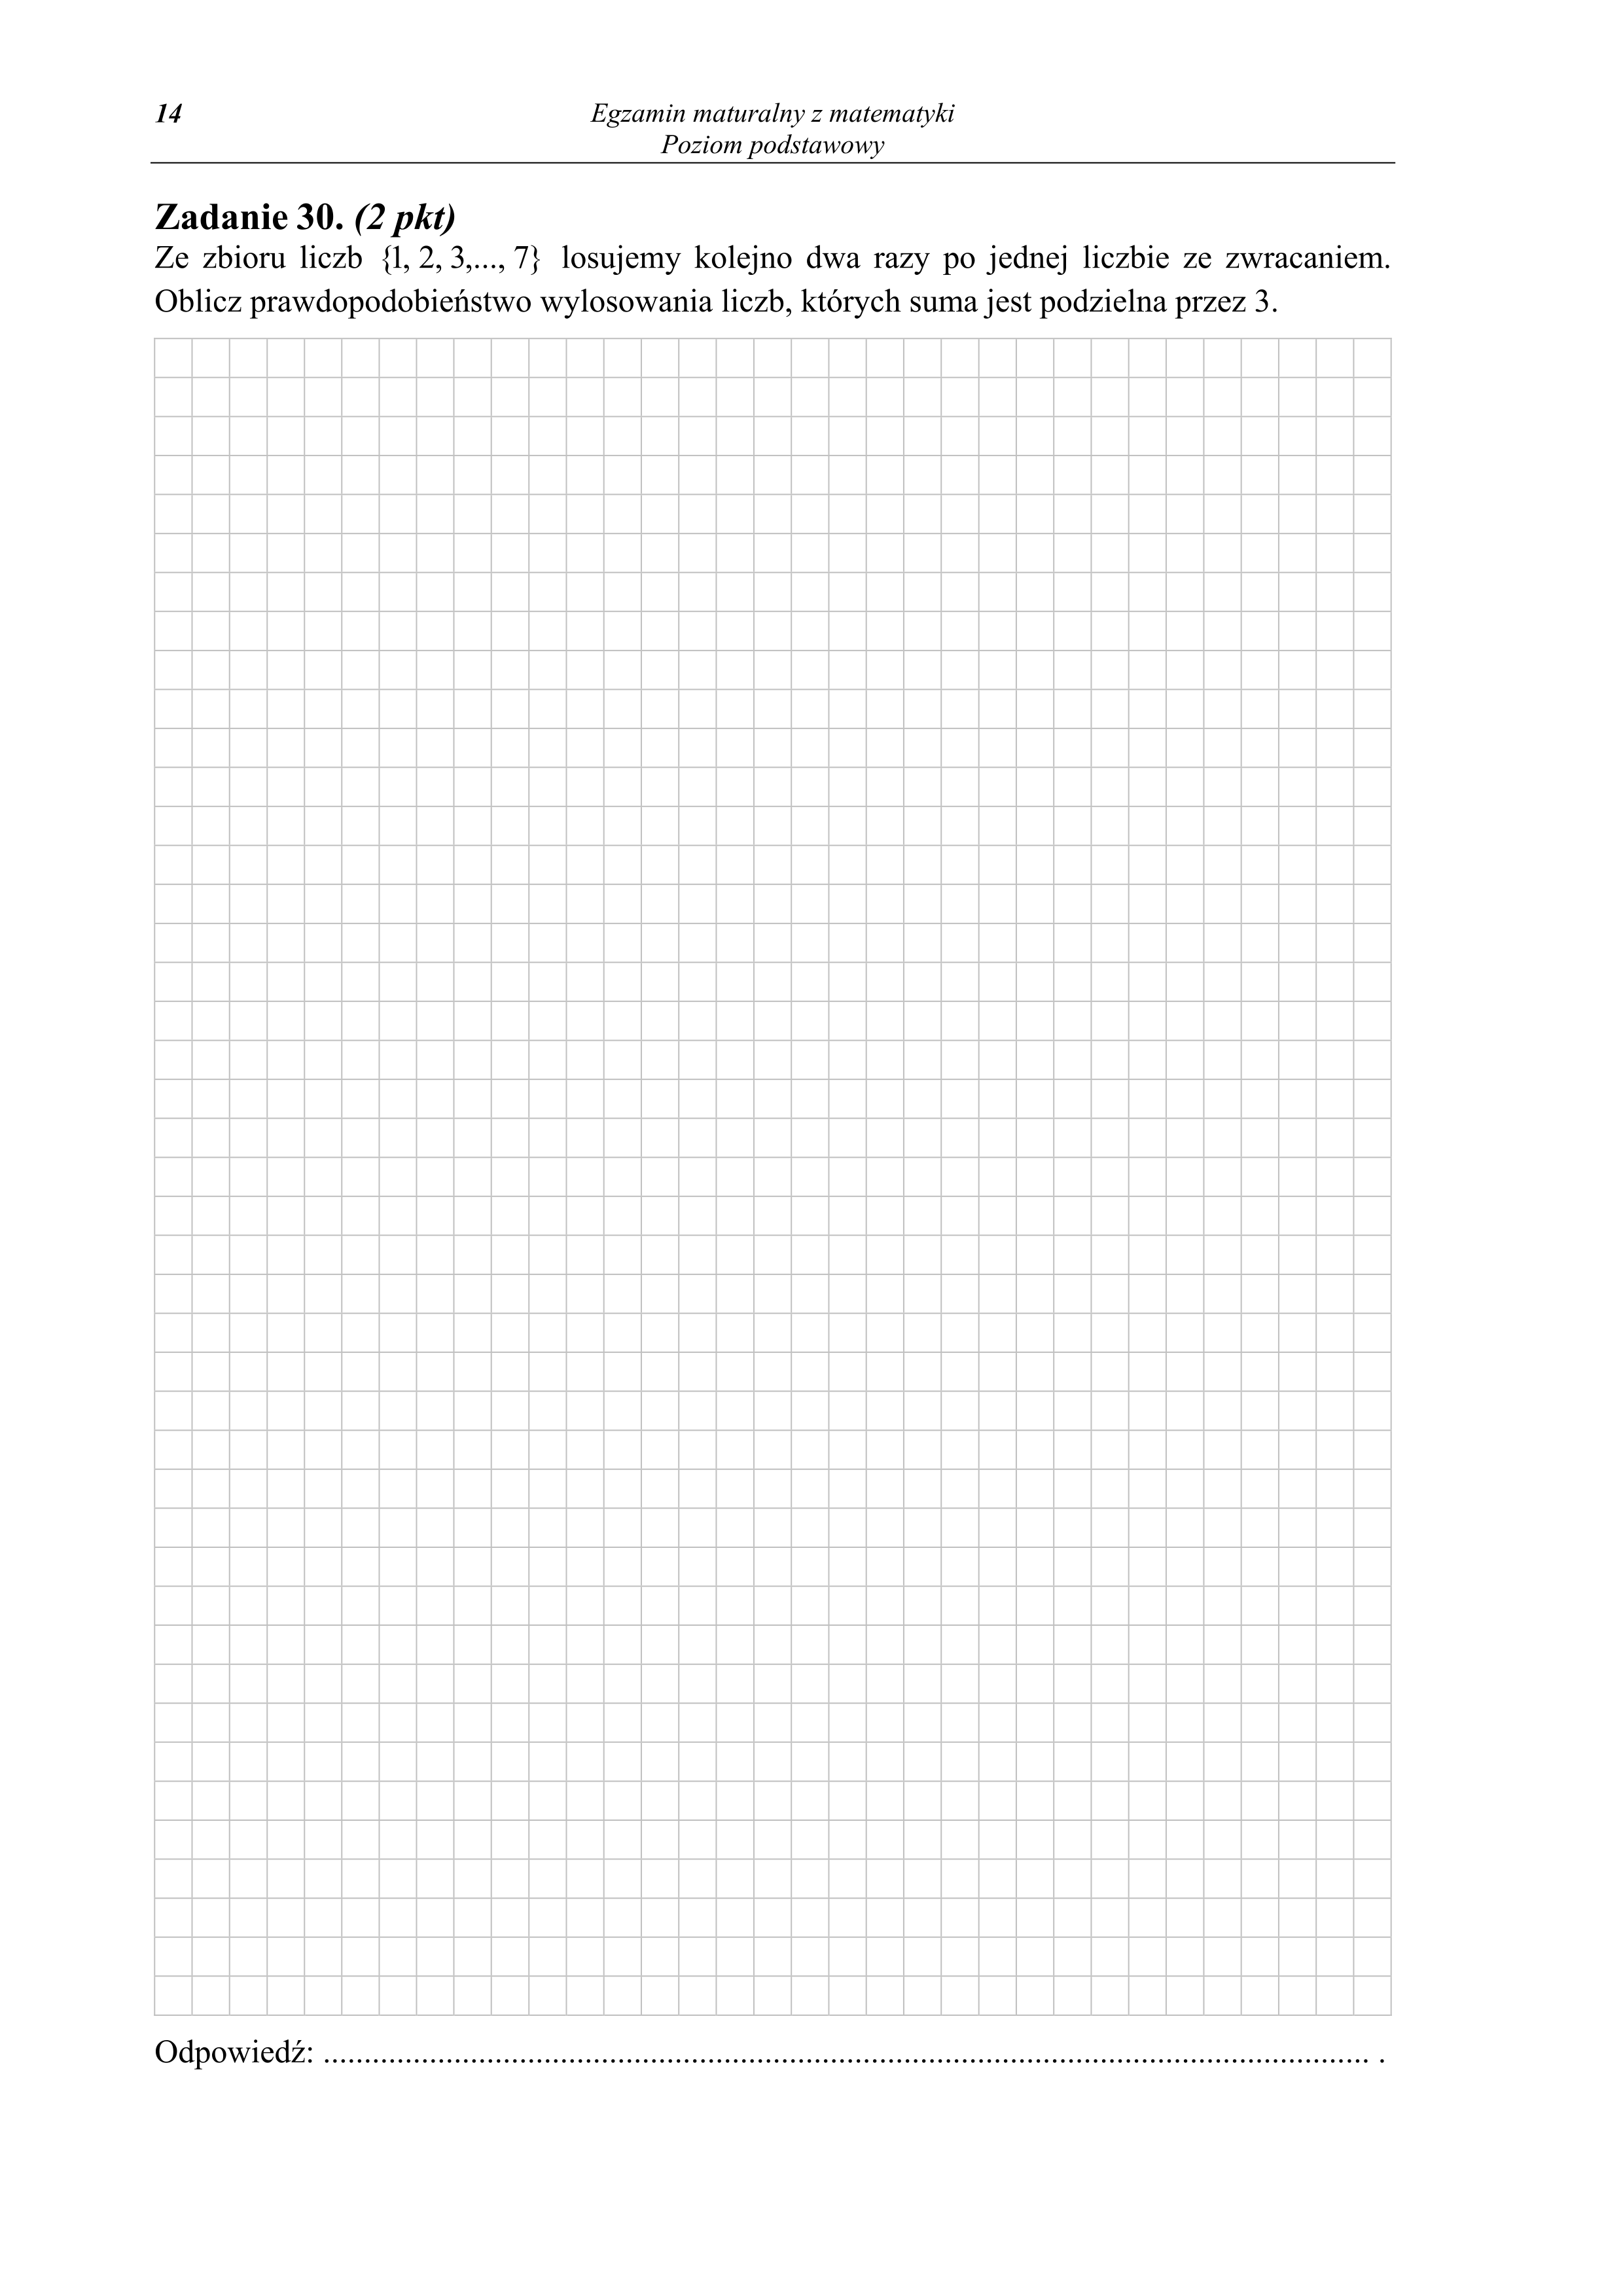 14
Egzamin maturalny z matematyki
Poziom podstawowy
Zadanie 30. (2 pkt)
Ze zbioru liczb {1, 2, 3,..., 7} losujemy kolejno dwa razy po jednej liczbie ze zwracaniem.
Oblicz prawdopodobieństwo wylosowania liczb, których suma jest podzielna przez 3.
Odpowiedź: ................................................................................................................................ .